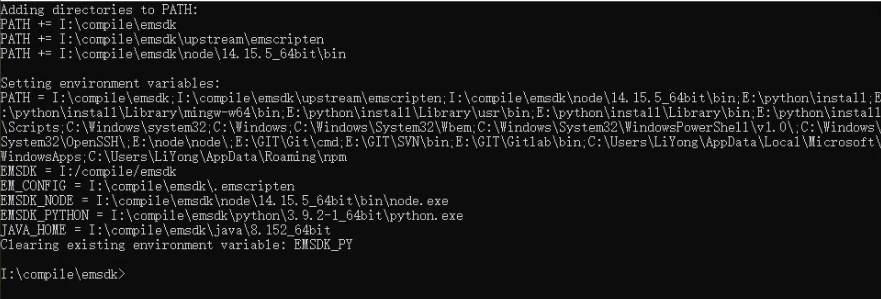 Adding directories to PATH:
PATH += I:\compile\emsdk
PATH += I:\compile\emsdk\upstream\emscripten
PATH += I:\compile\emsdk\node\14.15.5_64bit\bin
Setting environment variables:
PATH = I:\compile\emsdk;I:\compile\emsdk\upstream\emscripten;I:\compile\emsdk\node\14.15.5_64bit\bin;E:\python\install;E
:\python\install\Library\mingw-w64\bin;E:\python\install\Library\usr\bin;E:\python\install\Library\bin;E:\python\install
\Scripts;C:\Windows\system32;C:\Windows;C:\Windows\System32\Wbem;C:\Windows\System32\WindowsPowerShell\v1.0\;C:\Windows\
System32\OpenSSH\;E:\node\node\;E:\GIT\Git\cmd;E:\GIT\SVN\bin;E:\GIT\Gitlab\bin;C:\Users\LiYong\AppData\Local\Microsoft\
WindowsApps;C:\Users\LiYong\AppData\Roaming\npm
EMSDK = I:/compile/emsdk
EM_CONFIG = I:\compile\emsdk\.emscripten
EMSDK_NODE = I:\compile\emsdk\node\14.15.5_64bit\bin\node.exe
EMSDK_PYTHON = I:\compile\emsdk\python\3.9.2-1_64bit\python.exe
JAVA_HOME = I:\compile\emsdk\java\8.152_64bit
Clearing existing environment variable: EMSDK_PY
I:\compile\emsdk>